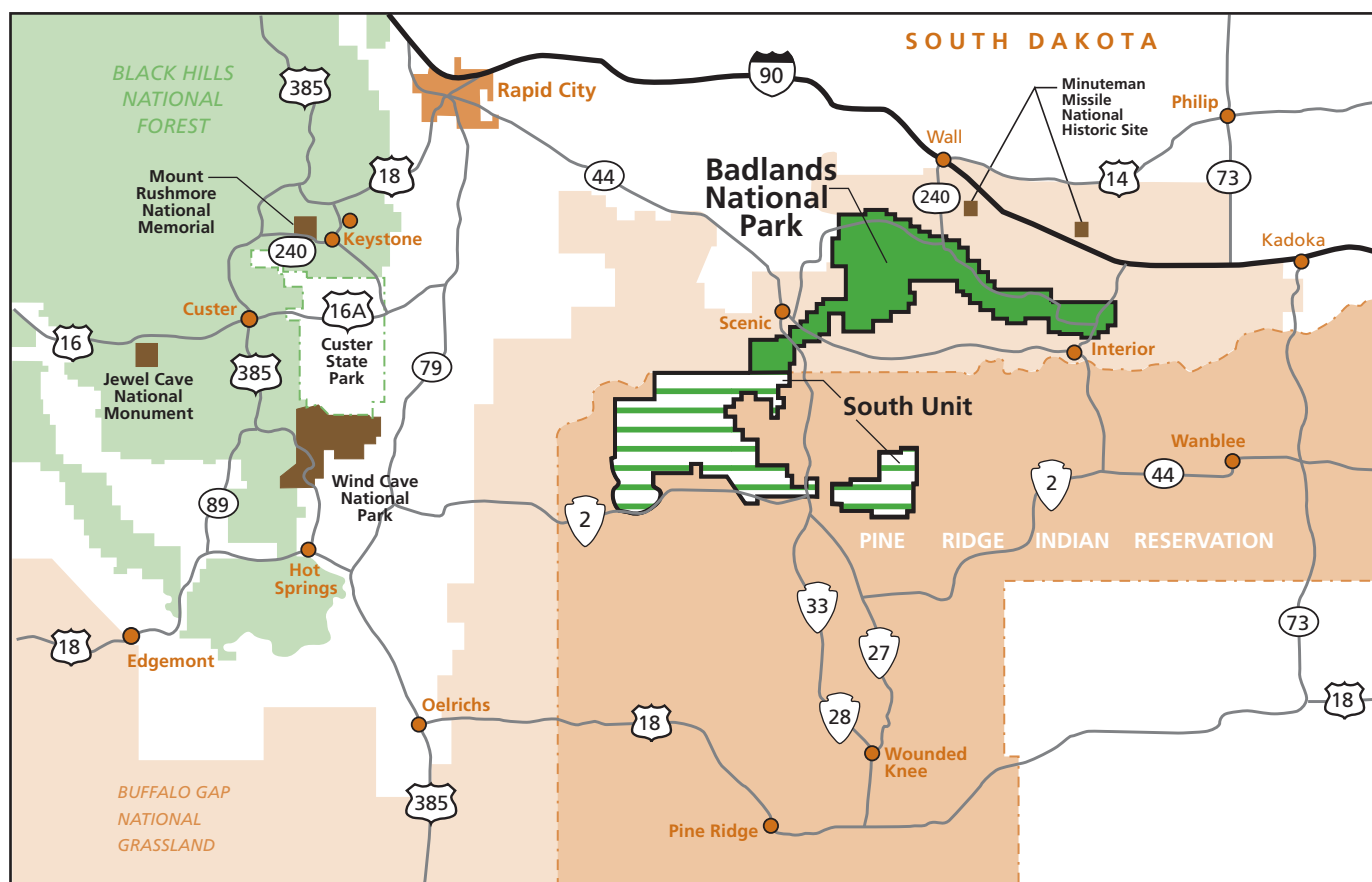 SOUTH DAKOTA
BLACK HILLS
NATIONAL
FOREST
385
Rapid City
90
Minuteman
Missile
National
Historic Site
Philip
Wall
Mount
Rushmore
National
Memorial
18
44
Badlands
National
Park
240
14
73
Keystone
240
Kadoka
Custer
16A
Scenic
16
Custer
State
Park
Interior
Jewel Cave
National
Monument
385
79
South Unit
Wanblee
Wind Cave
National
Park
89
2
2
44
PINE RIDGE INDIAN RESERVATION
Hot
Springs
33
18
Edgemont
27
73
Oelrichs
18
28
18
Wounded
Knee
BUFFALO GAP
NATIONAL
GRASSLAND
385
Pine Ridge